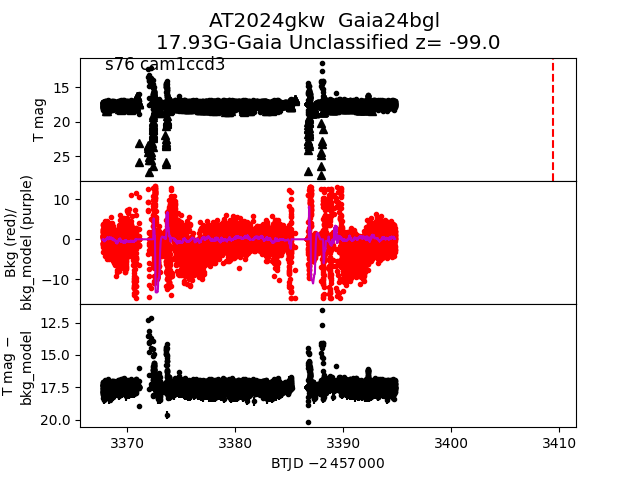 AT2024gkw  Gaia24bgl
17.93G-Gaia Unclassified z= -99.0
s76 cam1ccd3
T mag
15
20
25
Bkg (red)/
bkg_model (purple)
10
0
−10
T mag −
bkg_model
12.5
15.0
17.5
20.0
3370
3380
3390
3400
3410
BTJD −2 457 000